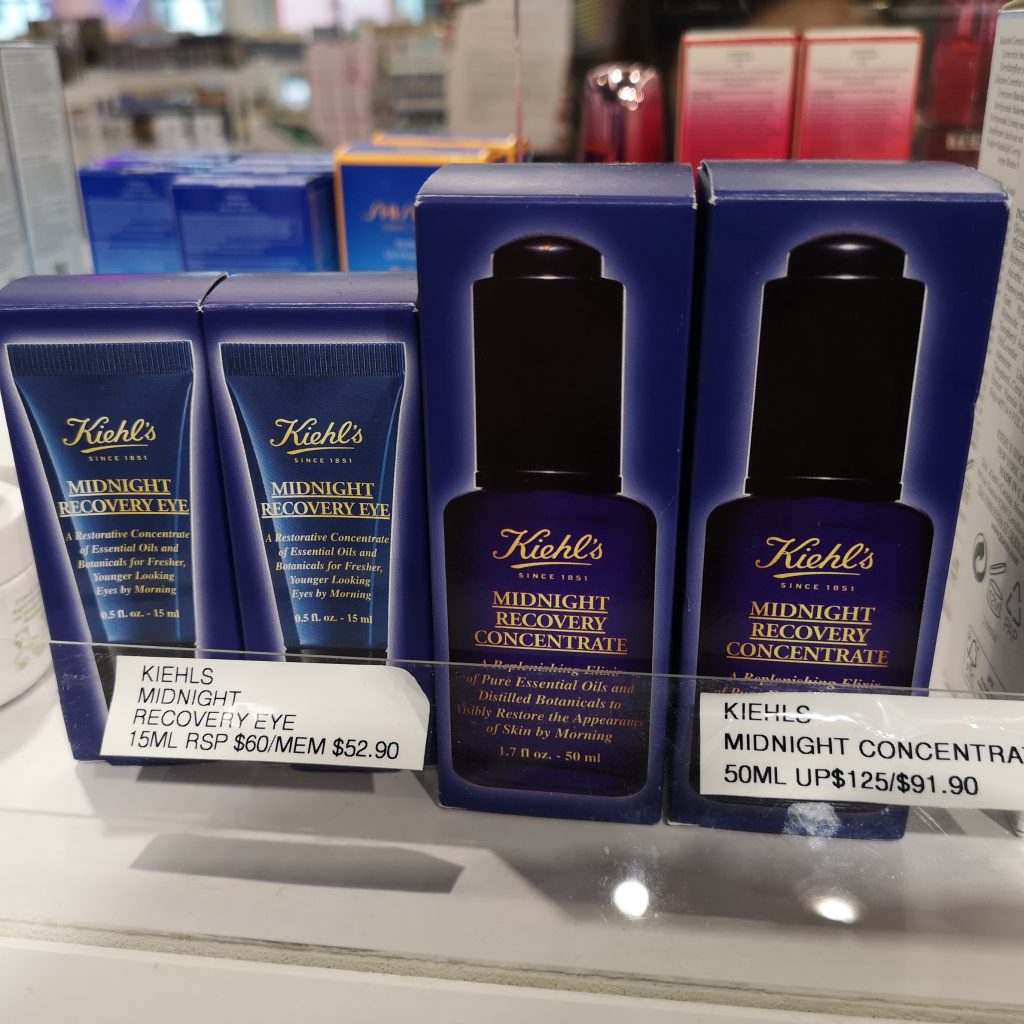 Kiehl's
SINCE 1851
MIDNIGHT
RECOVERY EYE
A Restorative Concentrate
of Essential Oils and
Botanicals for Fresher,
Younger Looking
Eyes by Morning
0.5 fl. oz. - 15 ml
Kiehl's
SINCE 1851
MIDNIGHT
RECOVERY EYE
A Restorative Concentrate
of Essential Oils and
Botanicals for Fresher,
Younger Looking
Eyes by Morning
0.5 fl. oz. - 15 ml
Kiehl's
SINCE 1851
MIDNIGHT
RECOVERY
CONCENTRATE
A Replenishing Elixir
of Pure Essential Oils and
Distilled Botanicals to
Visibly Restore the Appearance
of Skin by Morning
1.7 fl oz. - 50 ml
Kiehl's
SINCE 1851
MIDNIGHT
RECOVERY
CONCENTRATE
A Replenishing Elixir
KIEHLS
MIDNIGHT
RECOVERY EYE
15ML RSP $60/MEM $52.90
KIEHLS
MIDNIGHT CONCENTRA
50ML UP$125/$91.90
PAP